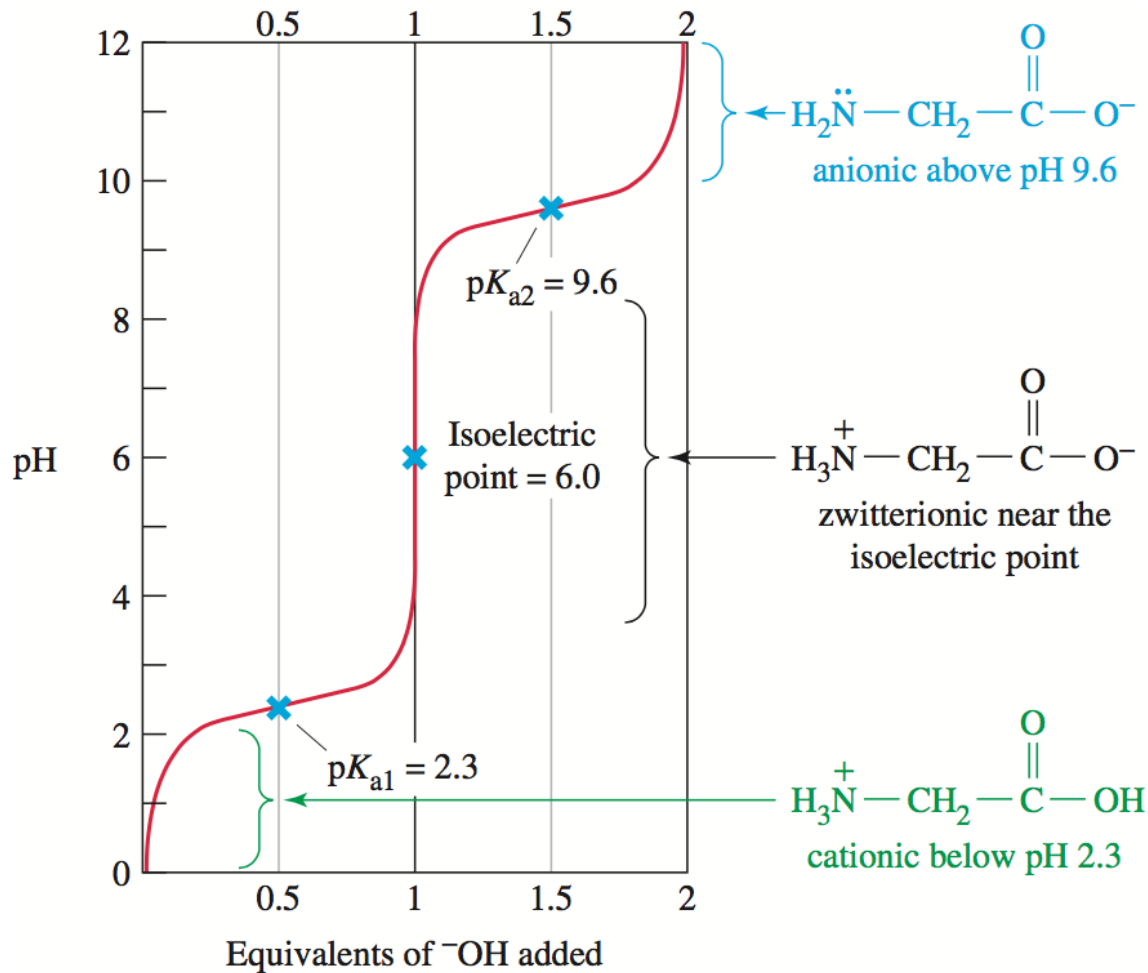 0.5 1 1.5 2
12
10
8
6
4
2
0
pH
0.5 1 1.5 2
Equivalents of ⁻OH added
pKa2 = 9.6
Isoelectric
point = 6.0
pKa1 = 2.3
O
H2N̈—CH2—C—O⁻
anionic above pH 9.6
O
+
H3N—CH2—C—O⁻
zwitterionic near the
isoelectric point
O
+
H3N—CH2—C—OH
cationic below pH 2.3